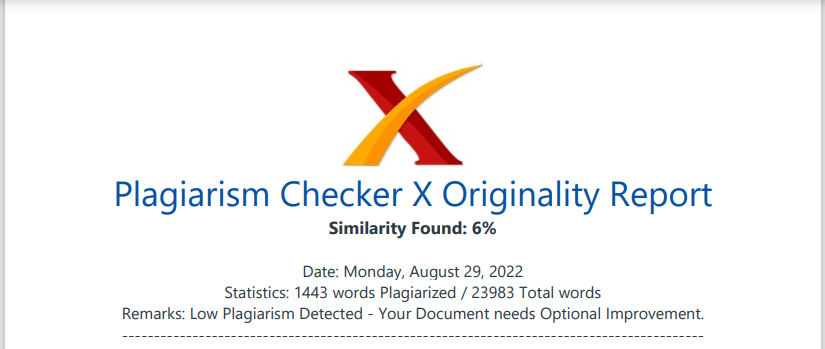 Plagiarism Checker X Originality Report
Similarity Found: 6%
Date: Monday, August 29, 2022
Statistics: 1443 words Plagiarized / 23983 Total words
Remarks: Low Plagiarism Detected - Your Document needs Optional Improvement.
-------------------------------------------------------------------------------------------